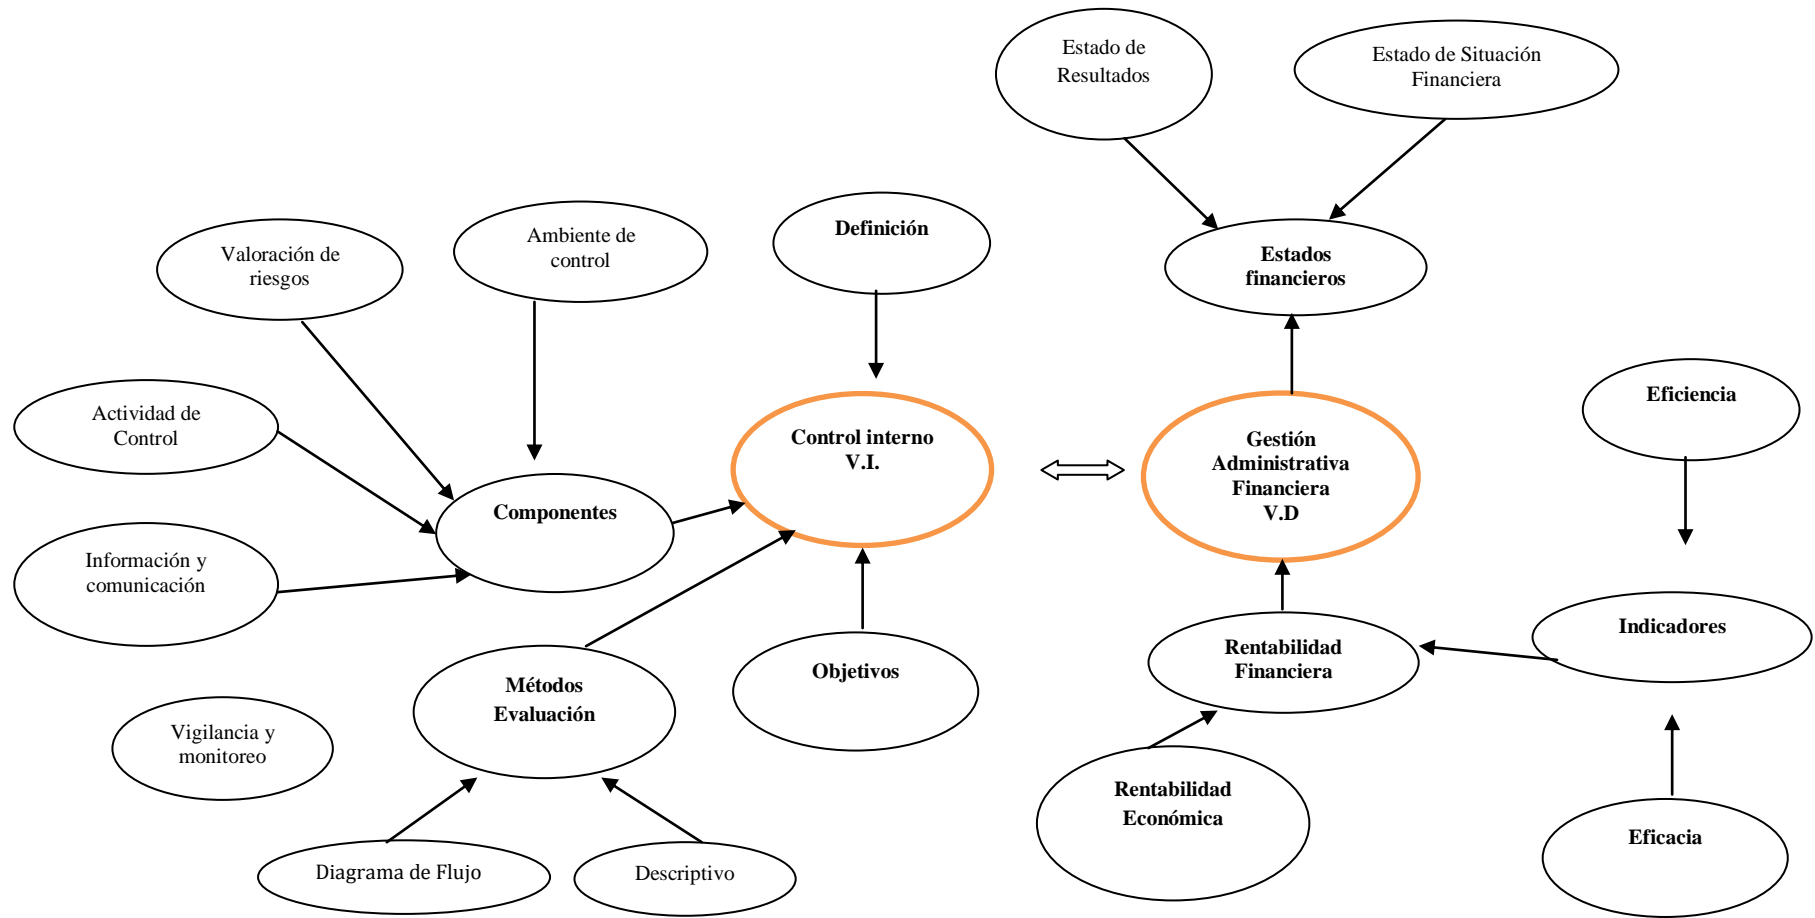 Estado de
Resultados
Estado de Situación
Financiera
Valoración de
riesgos
Ambiente de
control
Definición
Estados
financieros
Actividad de
Control
Control interno
V.I.
Gestión
Administrativa
Financiera
V.D
Eficiencia
Componentes
Información y
comunicación
Métodos
Evaluación
Objetivos
Rentabilidad
Financiera
Indicadores
Vigilancia y
monitoreo
Rentabilidad
Económica
Eficacia
Diagrama de Flujo
Descriptivo